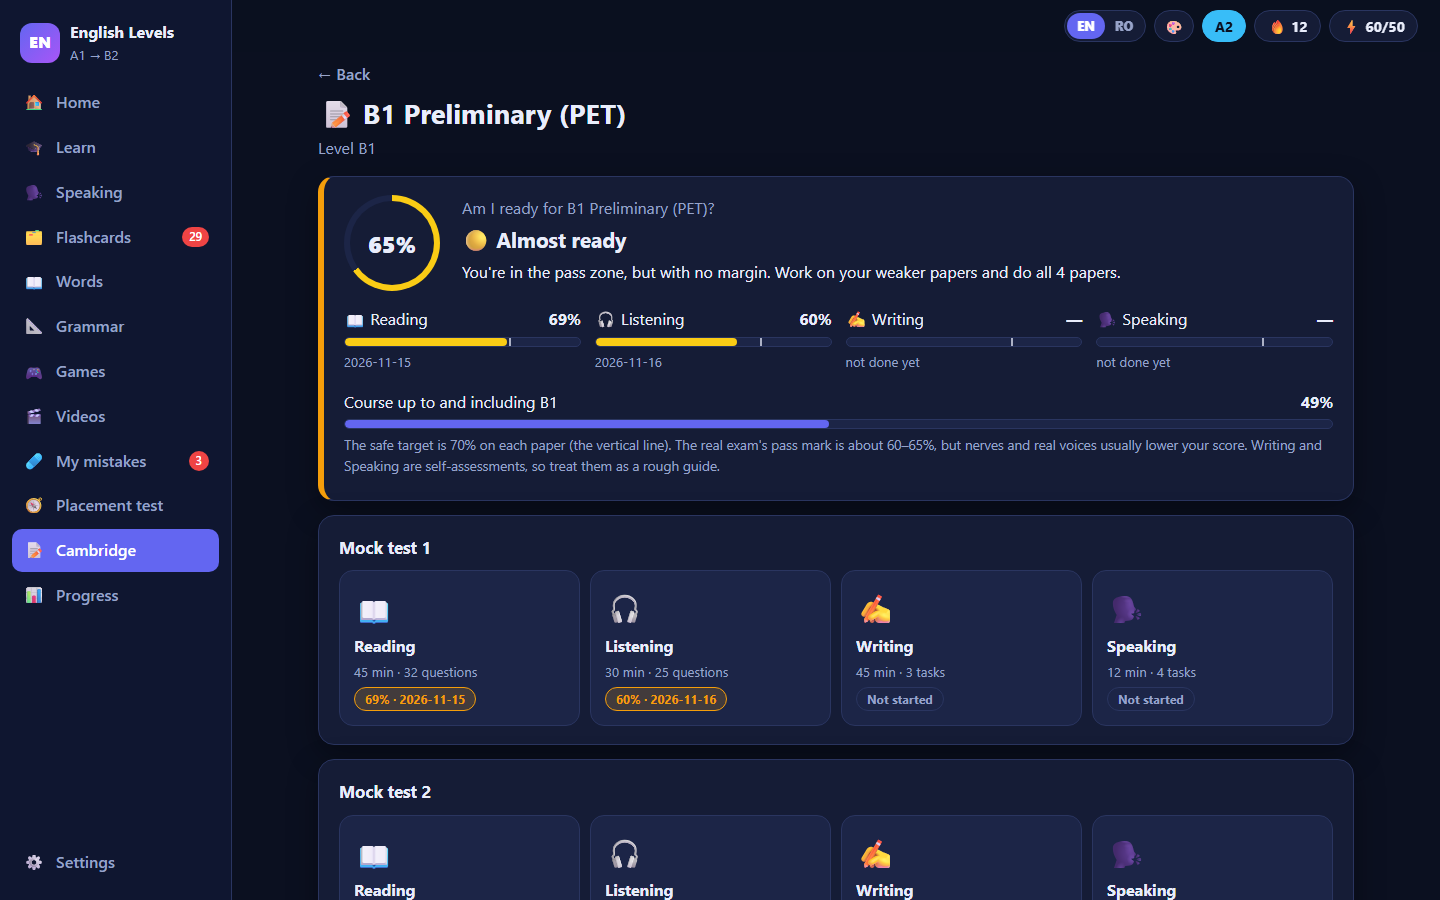 EN
English Levels
A1 → B2
Home
Learn
Speaking
Flashcards 29
Words
Grammar
Games
Videos
My mistakes 3
Placement test
Cambridge
Progress
Settings
EN RO
A2
12
60/50
← Back
B1 Preliminary (PET)
Level B1
65%
Am I ready for B1 Preliminary (PET)?
Almost ready
You're in the pass zone, but with no margin. Work on your weaker papers and do all 4 papers.
Reading 69%
2026-11-15
Listening 60%
2026-11-16
Writing —
not done yet
Speaking —
not done yet
Course up to and including B1 49%
The safe target is 70% on each paper (the vertical line). The real exam's pass mark is about 60–65%, but nerves and real voices usually lower your score. Writing and
Speaking are self-assessments, so treat them as a rough guide.
Mock test 1
Reading
45 min · 32 questions
69% · 2026-11-15
Listening
30 min · 25 questions
60% · 2026-11-16
Writing
45 min · 3 tasks
Not started
Speaking
12 min · 4 tasks
Not started
Mock test 2
Reading
Listening
Writing
Speaking